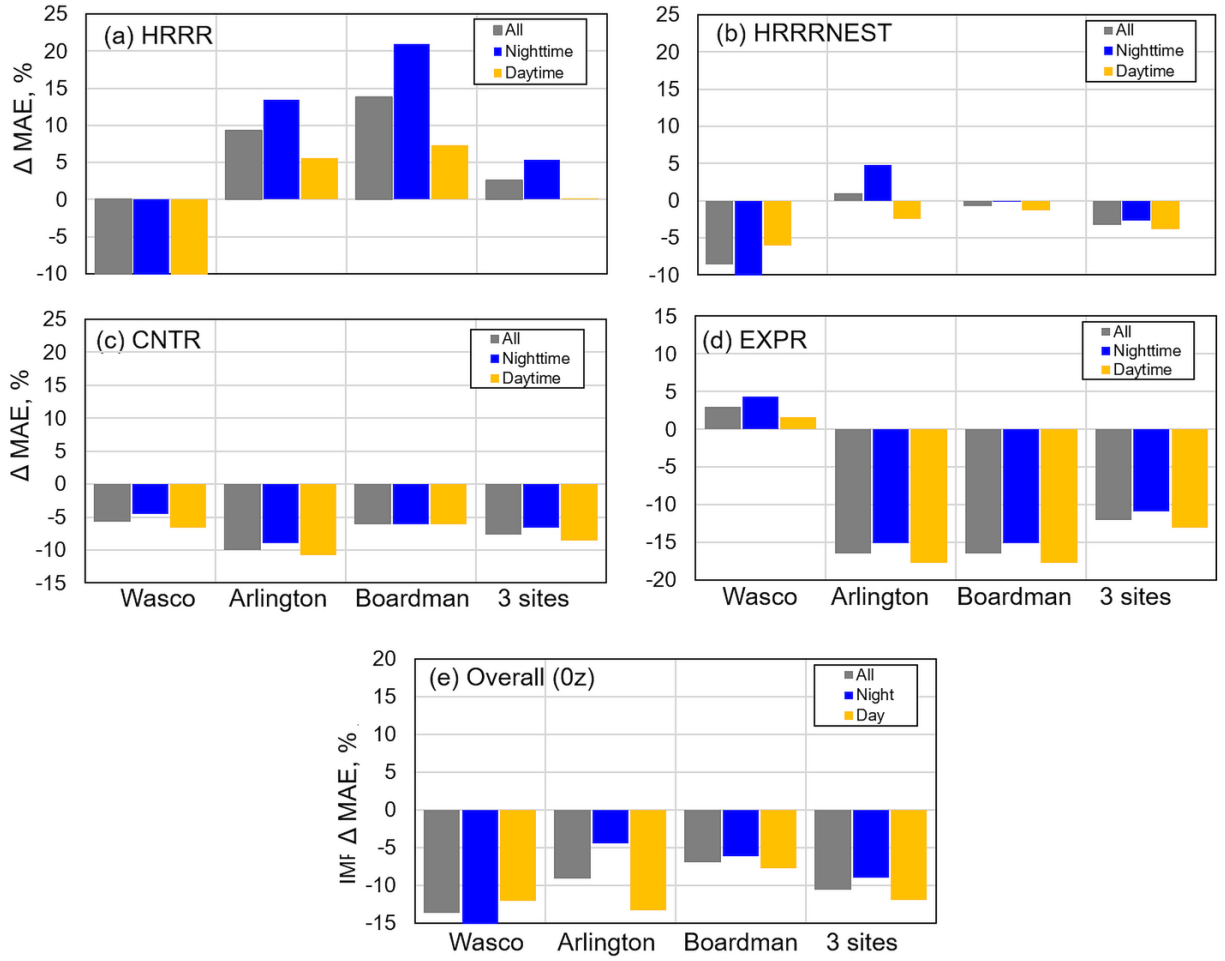 (a) HRRR
All
Nighttime
Daytime
Δ MAE, %
25
20
15
10
5
0
-5
-10
(b) HRRRNEST
All
Nighttime
Daytime
25
20
15
10
5
0
-5
-10
(c) CNTR
All
Nighttime
Daytime
Δ MAE, %
25
20
15
10
5
0
-5
-10
-15
Wasco Arlington Boardman 3 sites
(d) EXPR
All
Nighttime
Daytime
15
10
5
0
-5
-10
-15
-20
Wasco Arlington Boardman 3 sites
(e) Overall (0z)
All
Night
Day
Δ MAE, %
20
15
10
5
0
-5
-10
-15
Wasco Arlington Boardman 3 sites